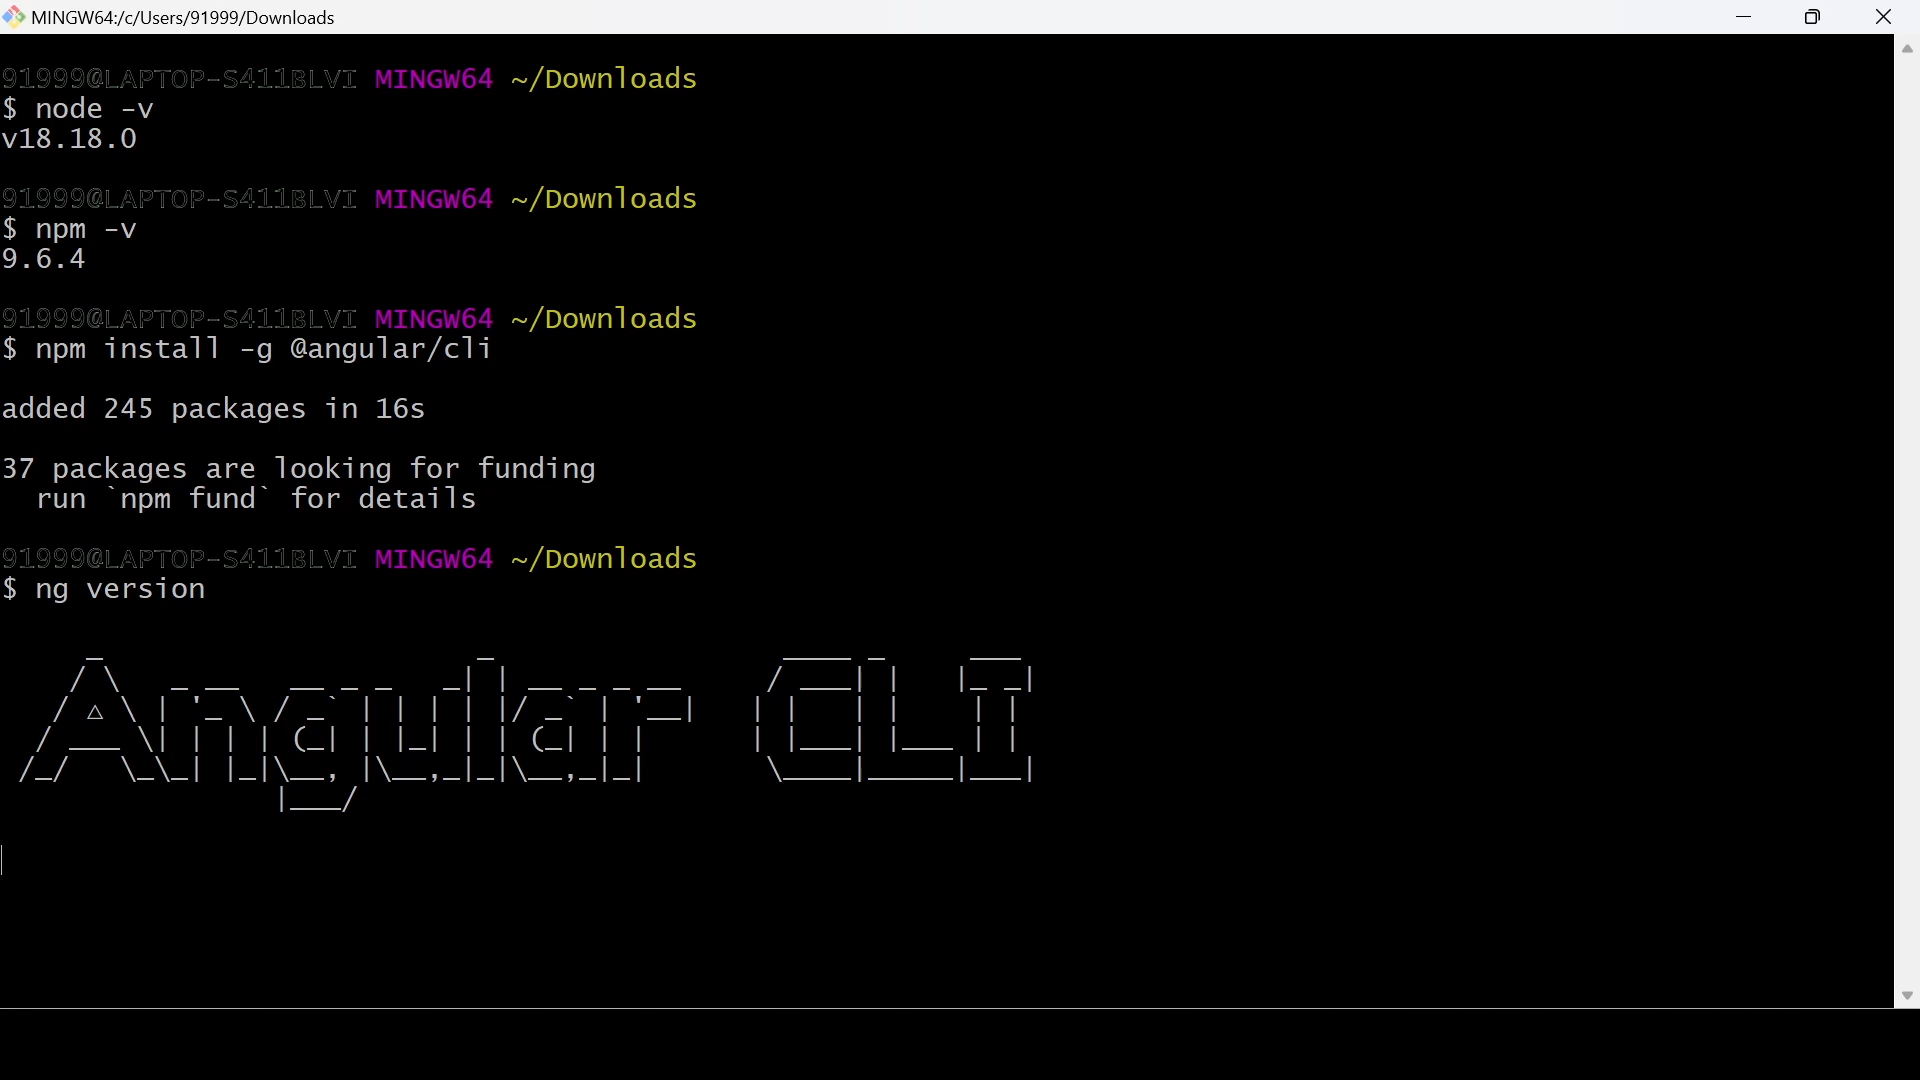 MINGW64:/c/Users/91999/Downloads
91999@LAPTOP-S411BLVI MINGW64 ~/Downloads
$ node -v
v18.18.0
91999@LAPTOP-S411BLVI MINGW64 ~/Downloads
$ npm -v
9.6.4
91999@LAPTOP-S411BLVI MINGW64 ~/Downloads
$ npm install -g @angular/cli
added 245 packages in 16s
37 packages are looking for funding
run `npm fund` for details
91999@LAPTOP-S411BLVI MINGW64 ~/Downloads
$ ng version
Angular CLI